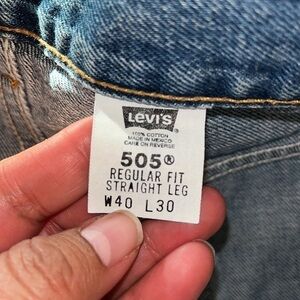 LEVI'S
100% COTTON
MADE IN MEXICO
CARE ON REVERSE
505®
REGULAR FIT
STRAIGHT LEG
W40 L30